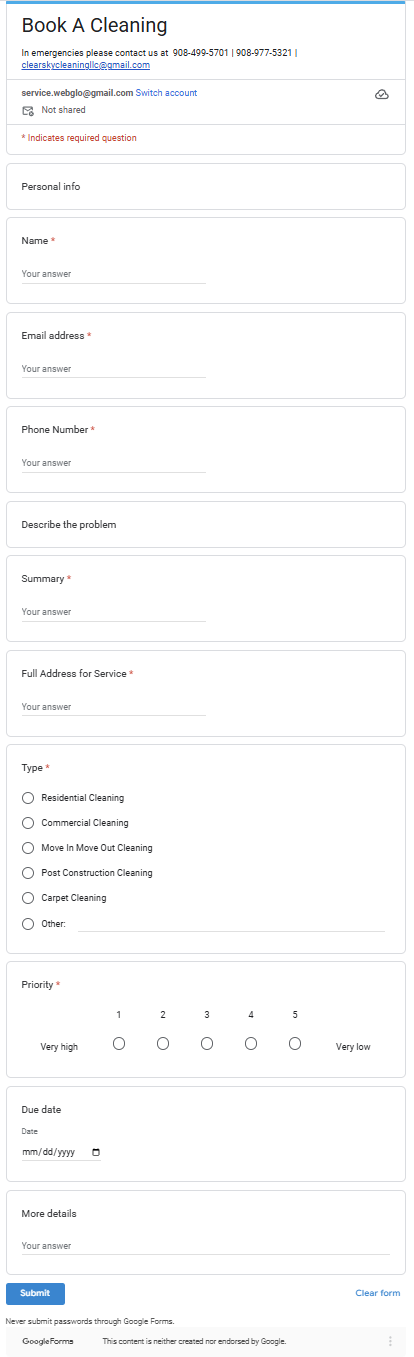 Book A Cleaning
In emergencies please contact us at 908-499-5701 | 908-977-5321 |
clearskycleaningllc@gmail.com
service.webglo@gmail.com Switch account
Not shared
* Indicates required question
Personal info
Name *
Your answer
Email address *
Your answer
Phone Number *
Your answer
Describe the problem
Summary *
Your answer
Full Address for Service *
Your answer
Type *
Residential Cleaning
Commercial Cleaning
Move In Move Out Cleaning
Post Construction Cleaning
Carpet Cleaning
Other:
Priority *
1 2 3 4 5
Very high Very low
Due date
Date
mm/dd/yyyy
More details
Your answer
Submit Clear form
Never submit passwords through Google Forms.
Google Forms This content is neither created nor endorsed by Google.